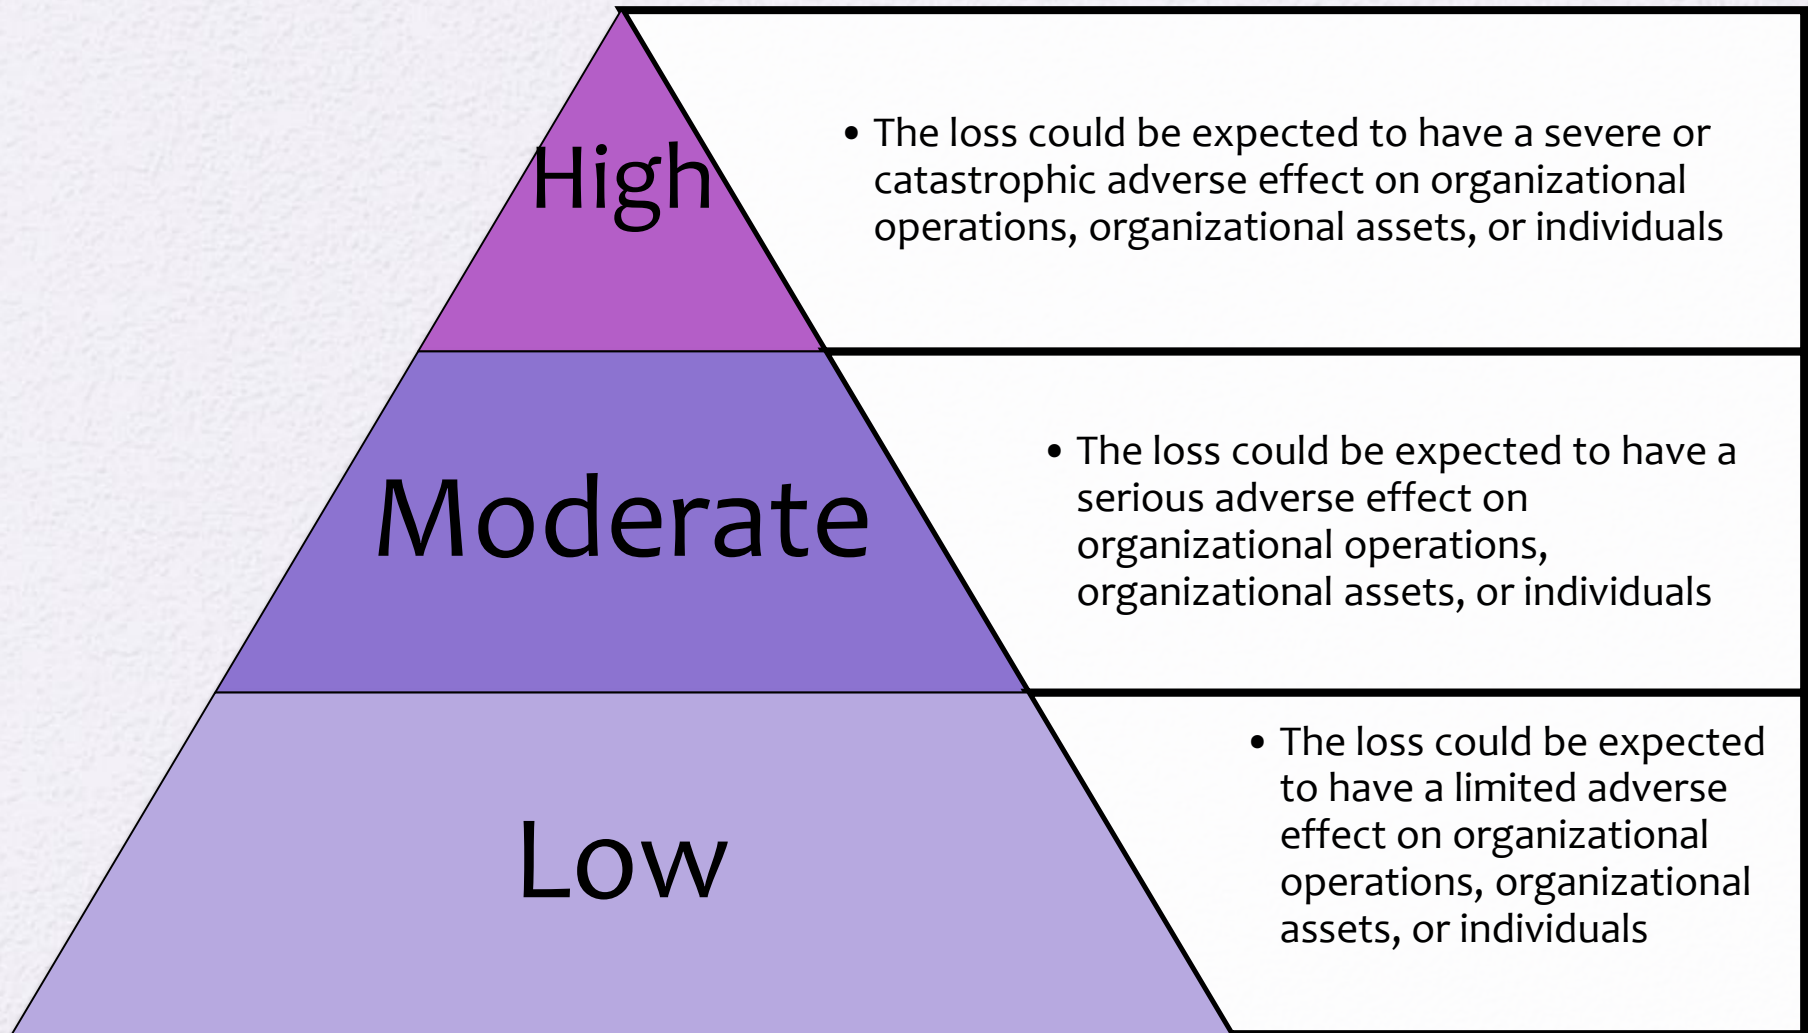 High
• The loss could be expected to have a severe or
catastrophic adverse effect on organizational
operations, organizational assets, or individuals
Moderate
• The loss could be expected to have a
serious adverse effect on
organizational operations,
organizational assets, or individuals
Low
• The loss could be expected
to have a limited adverse
effect on organizational
operations, organizational
assets, or individuals